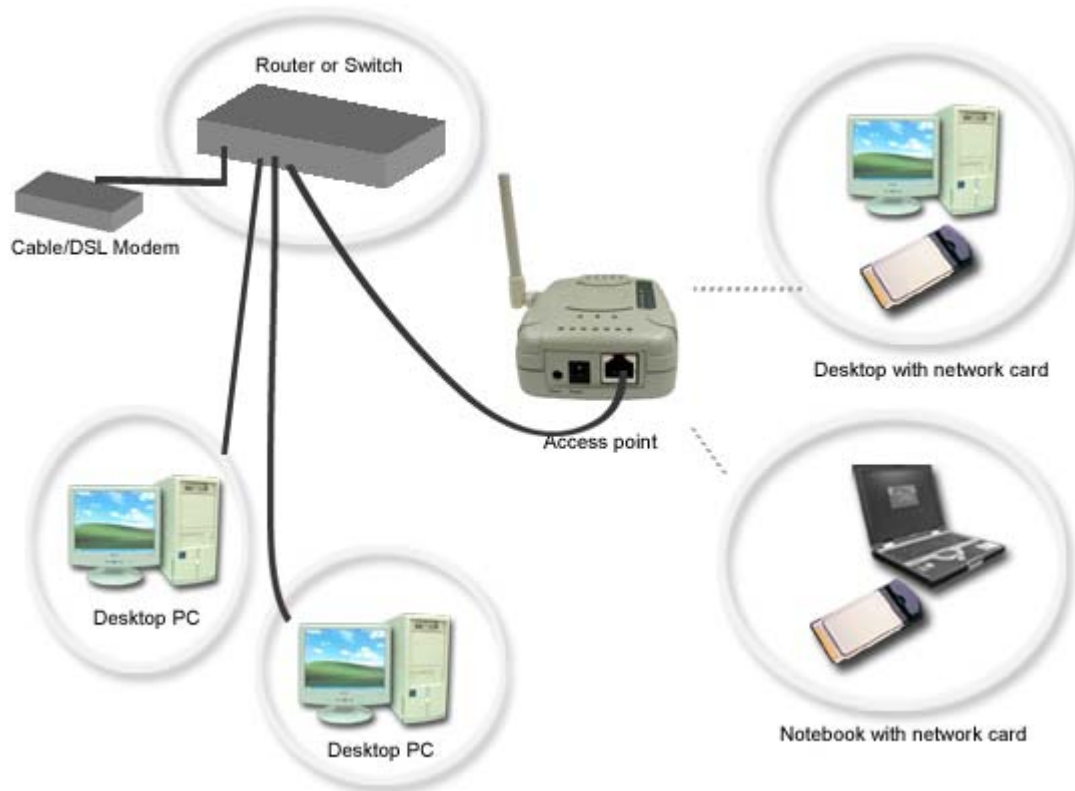 Router or Switch
Cable/DSL Modem
Access point
Desktop with network card
Desktop PC
Desktop PC
Notebook with network card